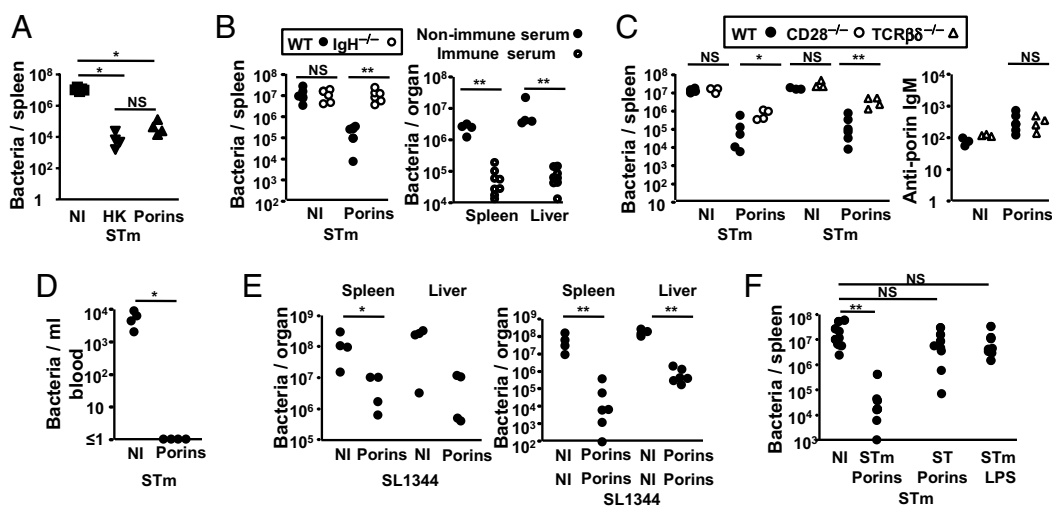 A
*
*
NS
Bacteria / spleen
10⁸
10⁶
10⁴
10²
1
NI HK Porins
STm
B
WT ● IgH⁻/⁻ ○
NS **
Bacteria / spleen
10⁸
10⁷
10⁶
10⁵
10⁴
10³
10²
NI Porins
STm
Non-immune serum ●
Immune serum
** **
Bacteria / organ
10⁸
10⁷
10⁶
10⁵
10⁴
Spleen Liver
C
WT ● CD28⁻/⁻ ○ TCRβδ⁻/⁻ △
NS * NS **
Bacteria / spleen
10⁸
10⁷
10⁶
10⁵
10⁴
10³
10²
10
NI Porins NI Porins
STm STm
NS
Anti-porin IgM
10⁴
10³
10²
10
1
NI Porins
D
*
Bacteria / ml
blood
10⁴
10³
10²
10¹
≤1
NI Porins
STm
E
Spleen Liver
*
Bacteria / organ
10⁹
10⁸
10⁷
10⁶
10⁵
NI Porins NI Porins
SL1344
Spleen Liver
** **
Bacteria / organ
10⁹
10⁸
10⁷
10⁶
10⁵
10⁴
10³
10²
NI Porins NI Porins
NI Porins NI Porins
SL1344
F
NS
NS
**
Bacteria / spleen
10⁸
10⁷
10⁶
10⁵
10⁴
10³
NI STm ST STm
Porins Porins LPS
STm